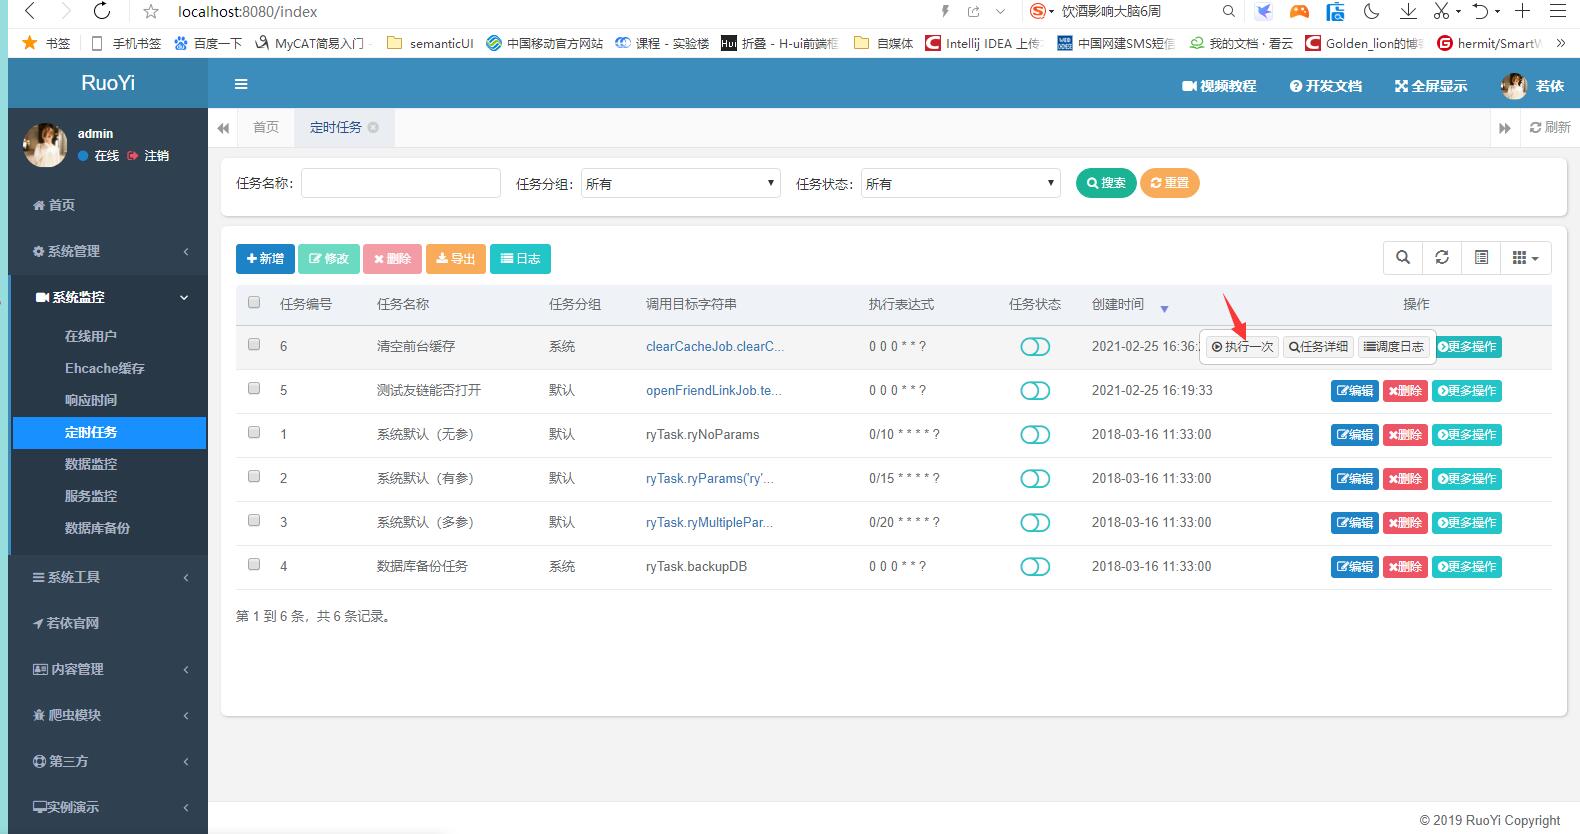 localhost:8080/index
饮酒影响大脑6周
书签 手机书签 百度一下 MyCAT简易入门 semanticUI 中国移动官方网站 课程 - 实验楼 折叠 - H-ui前端框 自媒体 Intellij IDEA 上传 中国网建SMS短信 我的文档 · 看云 Golden_lion的博 hermit/SmartW »
RuoYi
视频教程 开发文档 全屏显示 若依
admin
在线 注销
首页 定时任务 刷新
任务名称： 任务分组： 所有 任务状态： 所有 搜索 重置
首页
系统管理
系统监控
在线用户
Ehcache缓存
响应时间
定时任务
数据监控
服务监控
数据库备份
系统工具
若依官网
内容管理
爬虫模块
第三方
实例演示
新增 修改 删除 导出 日志
任务编号 任务名称 任务分组 调用目标字符串 执行表达式 任务状态 创建时间 操作
6 清空前台缓存 系统 clearCacheJob.clearC... 0 0 0 * * ? 2021-02-25 16:36: 执行一次 任务详细 调度日志 更多操作
5 测试友链能否打开 默认 openFriendLinkJob.te... 0 0 0 * * ? 2021-02-25 16:19:33 编辑 删除 更多操作
1 系统默认（无参） 默认 ryTask.ryNoParams 0/10 * * * * ? 2018-03-16 11:33:00 编辑 删除 更多操作
2 系统默认（有参） 默认 ryTask.ryParams('ry'... 0/15 * * * * ? 2018-03-16 11:33:00 编辑 删除 更多操作
3 系统默认（多参） 默认 ryTask.ryMultiplePar... 0/20 * * * * ? 2018-03-16 11:33:00 编辑 删除 更多操作
4 数据库备份任务 系统 ryTask.backupDB 0 0 0 * * ? 2018-03-16 11:33:00 编辑 删除 更多操作
第 1 到 6 条，共 6 条记录。
© 2019 RuoYi Copyright